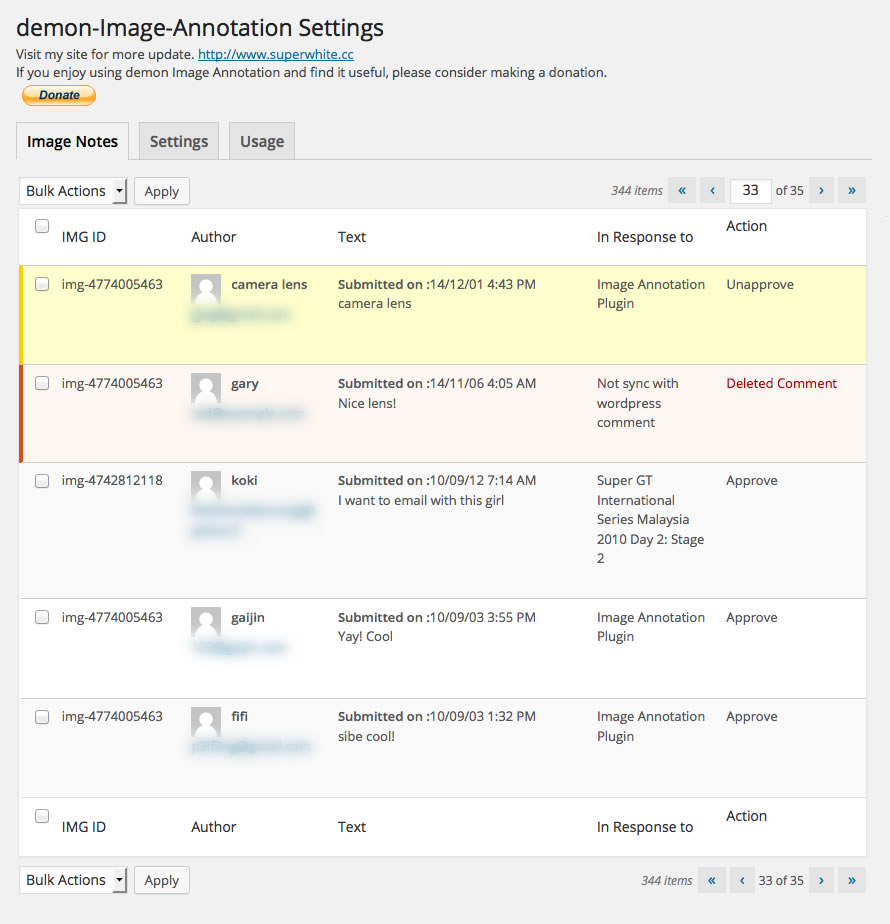 demon-Image-Annotation Settings
Visit my site for more update. http://www.superwhite.cc
If you enjoy using demon Image Annotation and find it useful, please consider making a donation.
Donate
Image Notes Settings Usage
Bulk Actions Apply 344 items « ‹ 33 of 35 › »
IMG ID Author Text In Response to Action
img-4774005463 camera lens Submitted on :14/12/01 4:43 PM Image Annotation Unapprove
camera lens Plugin
img-4774005463 gary Submitted on :14/11/06 4:05 AM Not sync with Deleted Comment
Nice lens! wordpress
comment
img-4742812118 koki Submitted on :10/09/12 7:14 AM Super GT Approve
I want to email with this girl International
Series Malaysia
2010 Day 2: Stage
2
img-4774005463 gaijin Submitted on :10/09/03 3:55 PM Image Annotation Approve
Yay! Cool Plugin
img-4774005463 fifi Submitted on :10/09/03 1:32 PM Image Annotation Approve
sibe cool! Plugin
IMG ID Author Text In Response to Action
Bulk Actions Apply 344 items « ‹ 33 of 35 › »